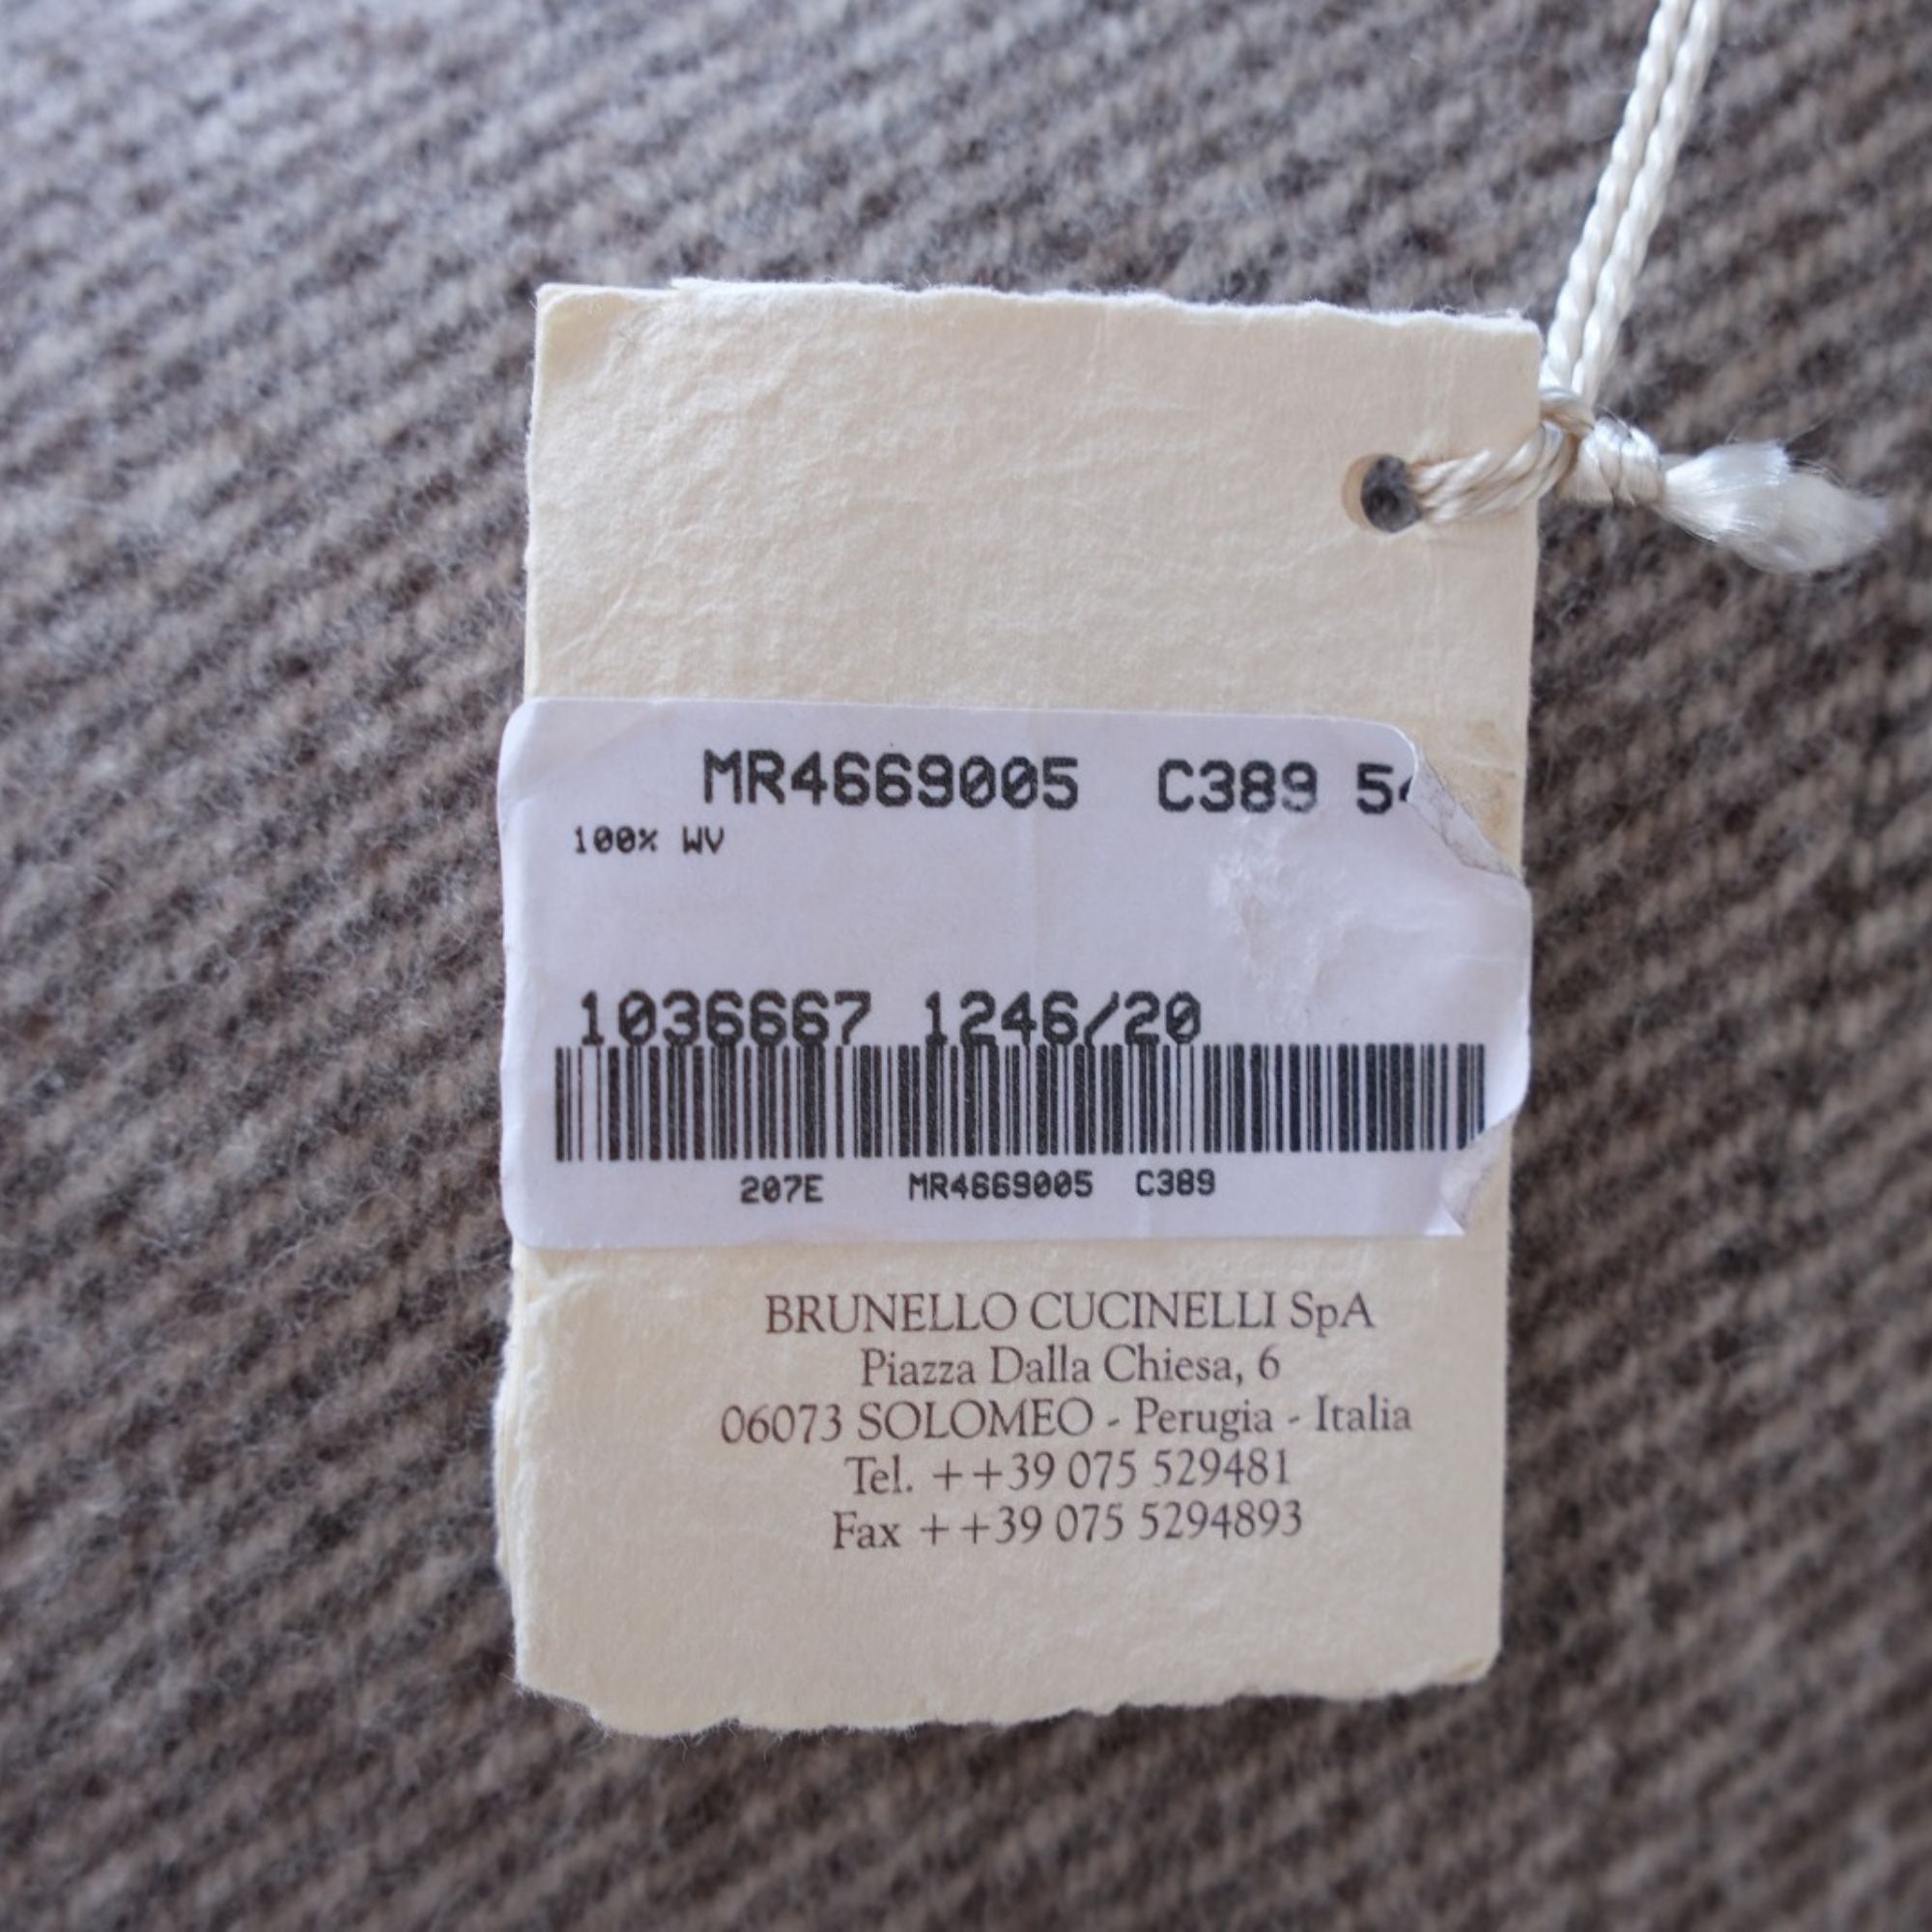 MR4669005 C389
100% WV
1036667 1246/20
207E MR4669005 C389
BRUNELLO CUCINELLI SpA
Piazza Dalla Chiesa, 6
06073 SOLOMEO - Perugia - Italia
Tel. ++39 075 529481
Fax ++39 075 5294893